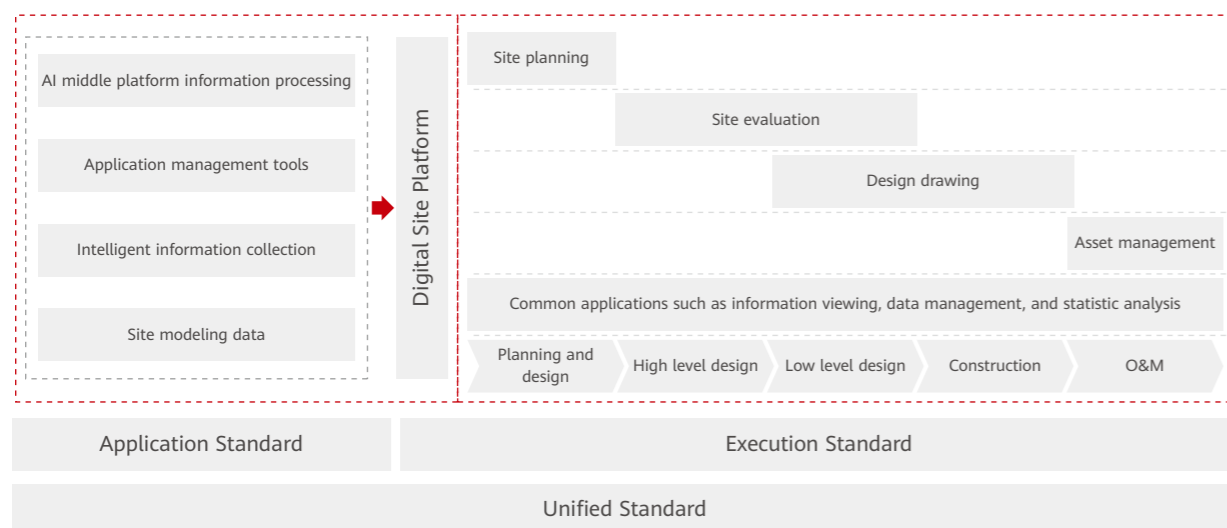 AI middle platform information processing
Application management tools
Intelligent information collection
Site modeling data
Digital Site Platform
Site planning
Site evaluation
Design drawing
Asset management
Common applications such as information viewing, data management, and statistic analysis
Planning and
design
High level design
Low level design
Construction
O&M
Application Standard
Execution Standard
Unified Standard